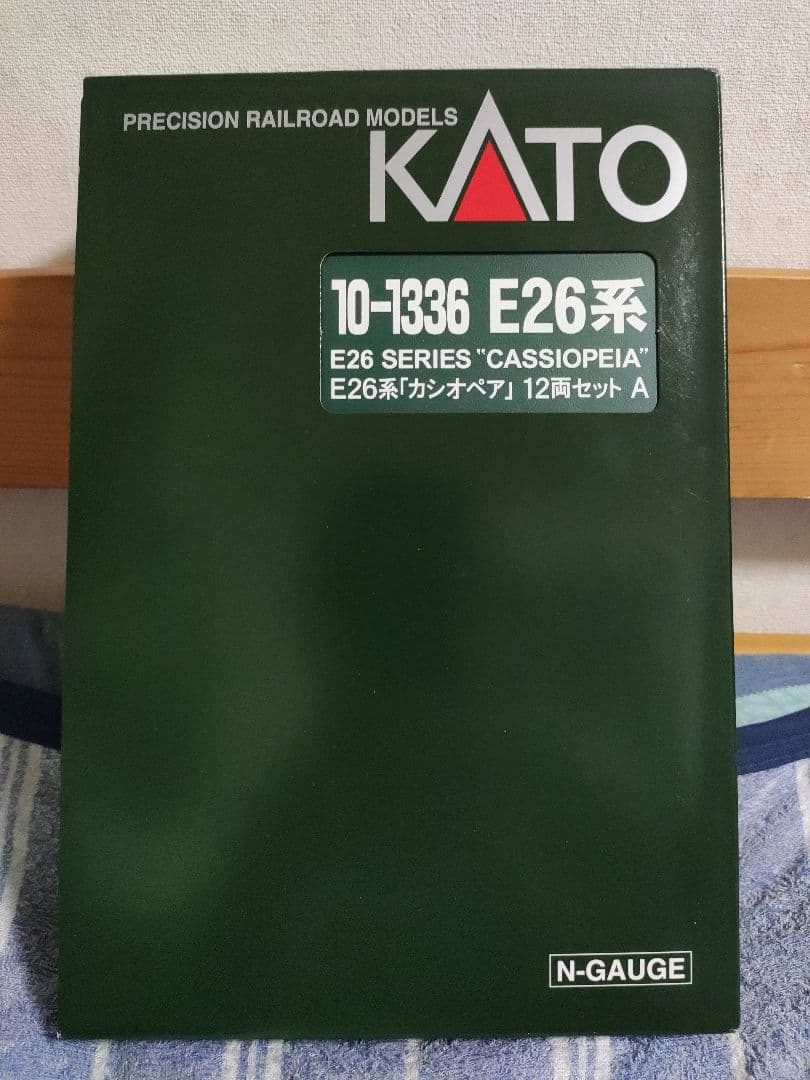 PRECISION RAILROAD MODELS
KATO
10-1336 E26系
E26 SERIES "CASSIOPEIA"
E26系「カシオペア」 12両セット A
N-GAUGE